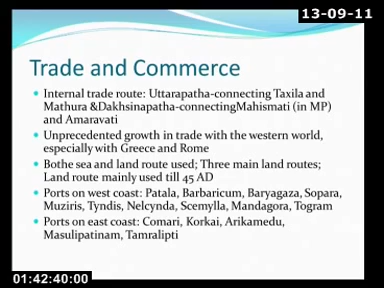 13-09-11
Trade and Commerce
• Internal trade route: Uttarapatha-connecting Taxila and
Mathura &Dakhsinapatha-connectingMahismati (in MP)
and Amaravati
• Unprecedented growth in trade with the western world,
especially with Greece and Rome
• Bothe sea and land route used; Three main land routes;
Land route mainly used till 45 AD
• Ports on west coast: Patala, Barbaricum, Baryagaza, Sopara,
Muziris, Tyndis, Nelcynda, Scemylla, Mandagora, Togram
• Ports on east coast: Comari, Korkai, Arikamedu,
Masulipatinam, Tamralipti
01:42:40:00